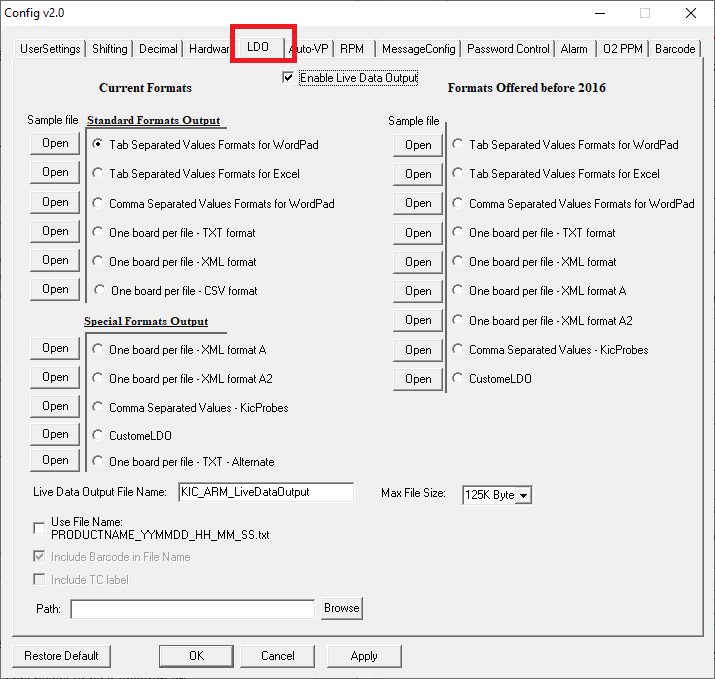 Config v2.0
UserSettings Shifting Decimal Hardwar LDO Auto-VP RPM MessageConfig Password Control Alarm O2 PPM Barcode
Enable Live Data Output
Current Formats
Formats Offered before 2016
Sample file Standard Formats Output
Open Tab Separated Values Formats for WordPad
Open Tab Separated Values Formats for Excel
Open Comma Separated Values Formats for WordPad
Open One board per file - TXT format
Open One board per file - XML format
Open One board per file - CSV format
Special Formats Output
Open One board per file - XML format A
Open One board per file - XML format A2
Open Comma Separated Values - KicProbes
Open CustomeLDO
Open One board per file - TXT - Alternate
Sample file
Open Tab Separated Values Formats for WordPad
Open Tab Separated Values Formats for Excel
Open Comma Separated Values Formats for WordPad
Open One board per file - TXT format
Open One board per file - XML format
Open One board per file - XML format A
Open One board per file - XML format A2
Open Comma Separated Values - KicProbes
Open CustomeLDO
Live Data Output File Name: KIC_ARM_LiveDataOutput
Max File Size: 125K Byte
Use File Name:
PRODUCTNAME_YYMMDD_HH_MM_SS.txt
Include Barcode in File Name
Include TC label
Path: Browse
Restore Default OK Cancel Apply